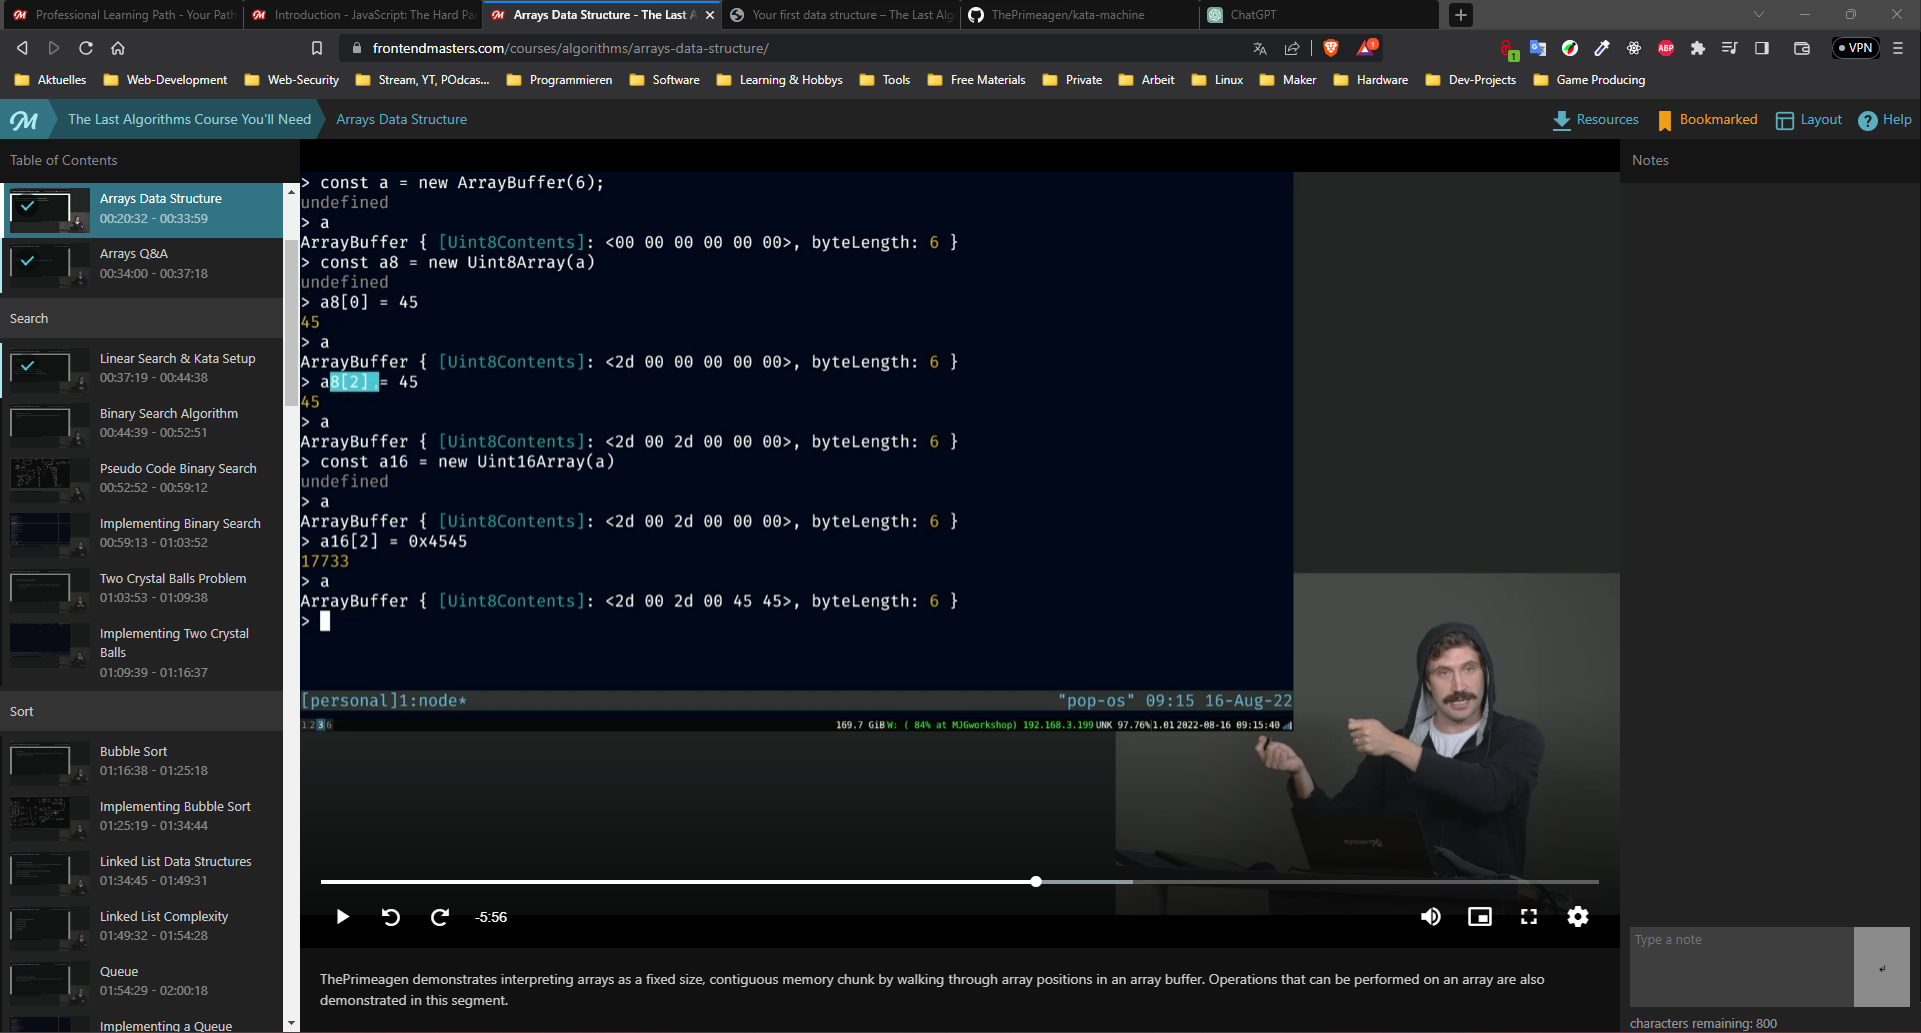 Professional Learning Path - Your Path
Introduction - JavaScript: The Hard Pa
Arrays Data Structure - The Last A
Your first data structure – The Last Alg
ThePrimeagen/kata-machine
ChatGPT
frontendmasters.com/courses/algorithms/arrays-data-structure/
1
1
ABP
VPN
Aktuelles
Web-Development
Web-Security
Stream, YT, POdcas...
Programmieren
Software
Learning & Hobbys
Tools
Free Materials
Private
Arbeit
Linux
Maker
Hardware
Dev-Projects
Game Producing
The Last Algorithms Course You'll Need
Arrays Data Structure
Resources
Bookmarked
Layout
Help
Table of Contents
Arrays Data Structure
00:20:32 - 00:33:59
Arrays Q&A
00:34:00 - 00:37:18
Search
Linear Search & Kata Setup
00:37:19 - 00:44:38
Binary Search Algorithm
00:44:39 - 00:52:51
Pseudo Code Binary Search
00:52:52 - 00:59:12
Implementing Binary Search
00:59:13 - 01:03:52
Two Crystal Balls Problem
01:03:53 - 01:09:38
Implementing Two Crystal
Balls
01:09:39 - 01:16:37
Sort
Bubble Sort
01:16:38 - 01:25:18
Implementing Bubble Sort
01:25:19 - 01:34:44
Linked List Data Structures
01:34:45 - 01:49:31
Linked List Complexity
01:49:32 - 01:54:28
Queue
01:54:29 - 02:00:18
Implementing a Queue
> const a = new ArrayBuffer(6);
undefined
> a
ArrayBuffer { [Uint8Contents]: <00 00 00 00 00 00>, byteLength: 6 }
> const a8 = new Uint8Array(a)
undefined
> a8[0] = 45
45
> a
ArrayBuffer { [Uint8Contents]: <2d 00 00 00 00 00>, byteLength: 6 }
> a8[2] = 45
45
> a
ArrayBuffer { [Uint8Contents]: <2d 00 2d 00 00 00>, byteLength: 6 }
> const a16 = new Uint16Array(a)
undefined
> a
ArrayBuffer { [Uint8Contents]: <2d 00 2d 00 00 00>, byteLength: 6 }
> a16[2] = 0x4545
17733
> a
ArrayBuffer { [Uint8Contents]: <2d 00 2d 00 45 45>, byteLength: 6 }
>
[personal]1:node* "pop-os" 09:15 16-Aug-22
1 2 3 6 169.7 GiB W: ( 84% at MJGworkshop) 192.168.3.199 UNK 97.76% 1.01 2022-08-16 09:15:40
-5:56
ThePrimeagen demonstrates interpreting arrays as a fixed size, contiguous memory chunk by walking through array positions in an array buffer. Operations that can be performed on an array are also
demonstrated in this segment.
Notes
Type a note
characters remaining: 800